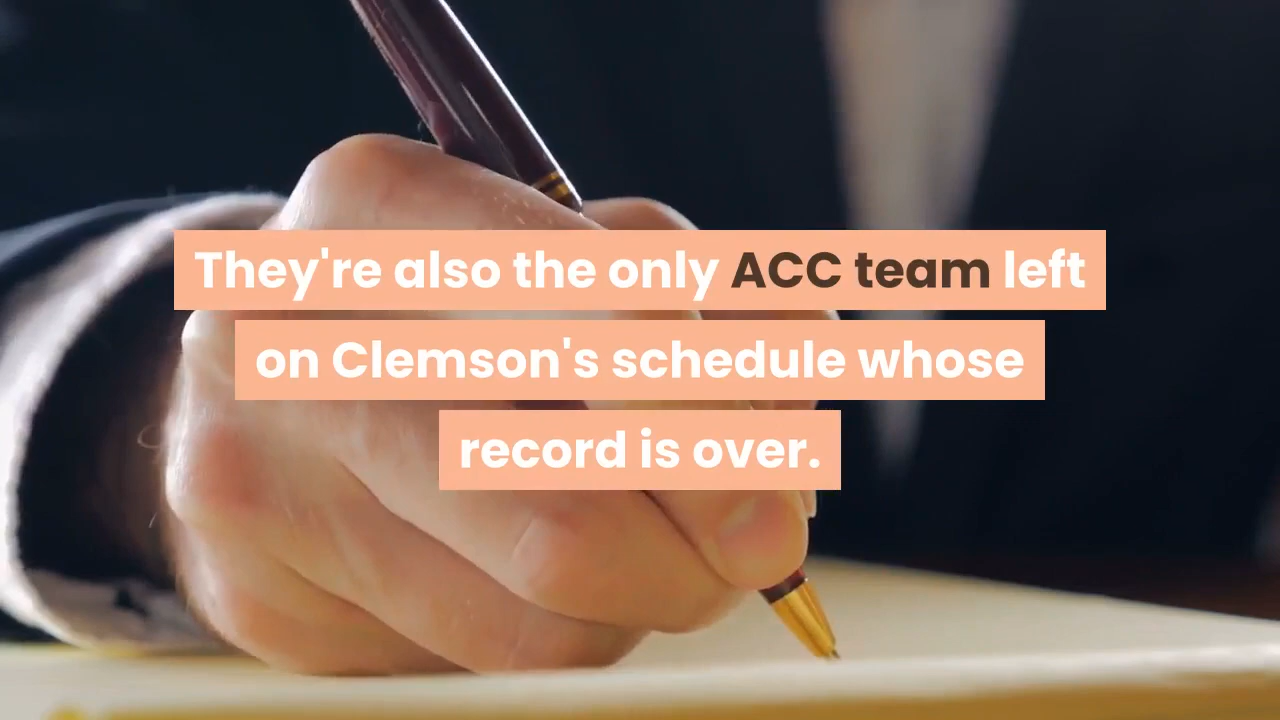 They're also the only ACC team left
on Clemson's schedule whose
record is over.